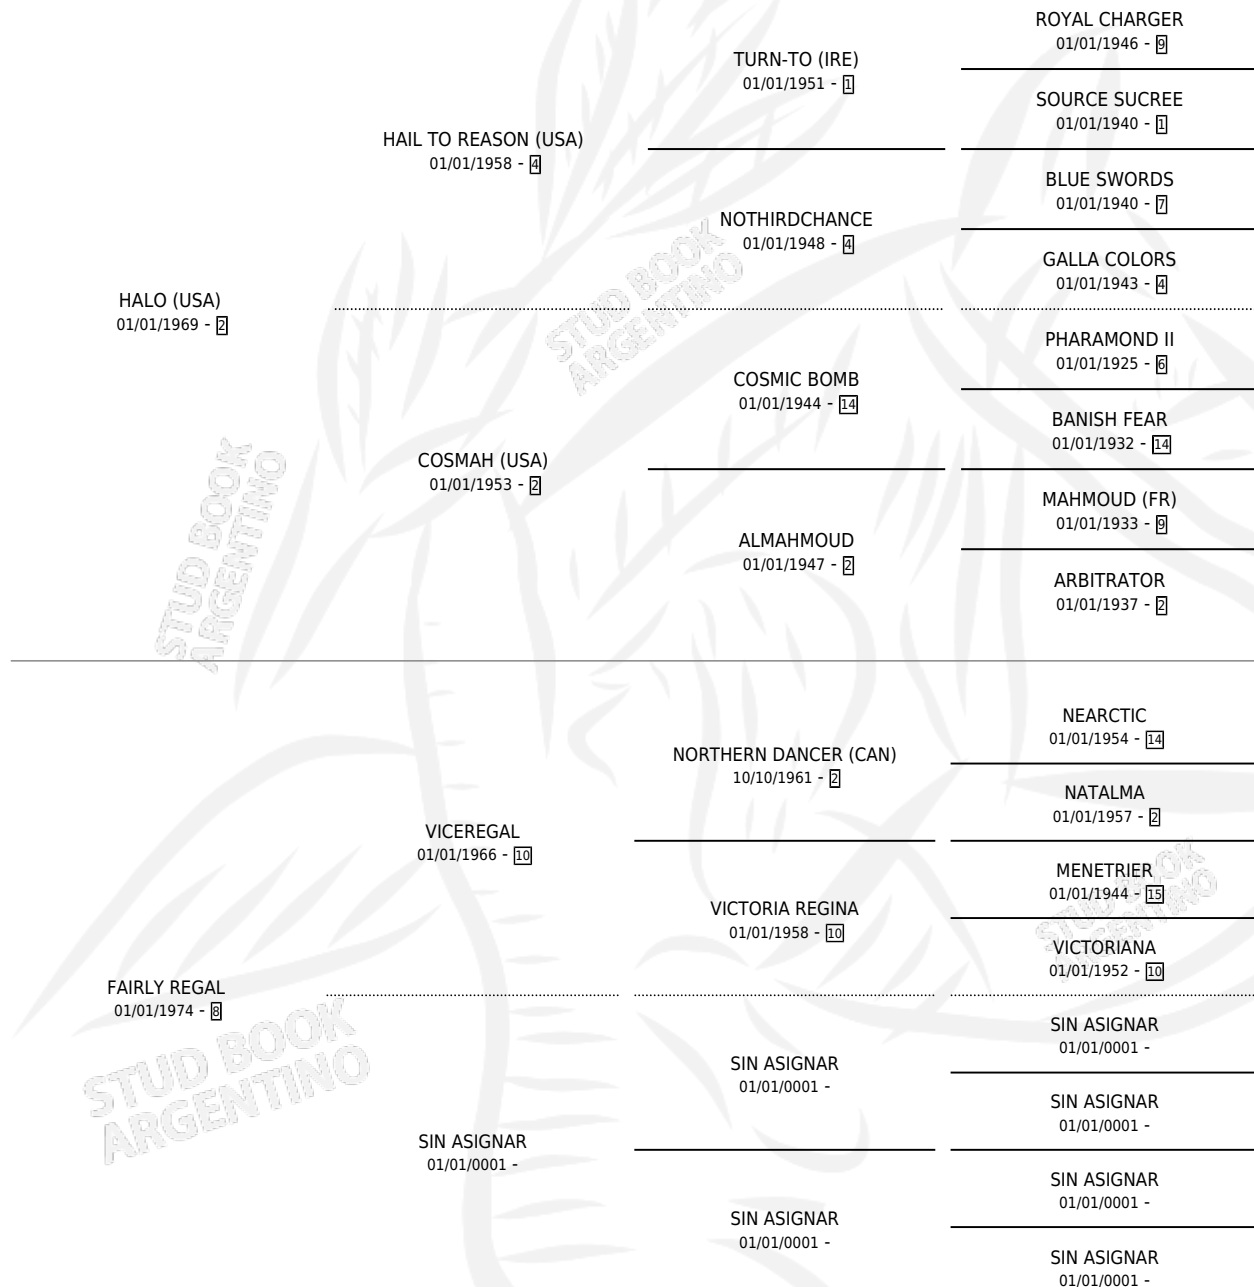 ROYAL CHARGER
01/01/1946 - 9
TURN-TO (IRE)
01/01/1951 - 1
SOURCE SUCREE
01/01/1940 - 1
HAIL TO REASON (USA)
01/01/1958 - 4
BLUE SWORDS
01/01/1940 - 7
NOTHIRDCHANCE
01/01/1948 - 4
GALLA COLORS
01/01/1943 - 4
HALO (USA)
01/01/1969 - 2
PHARAMOND II
01/01/1925 - 6
COSMIC BOMB
01/01/1944 - 14
BANISH FEAR
01/01/1932 - 14
COSMAH (USA)
01/01/1953 - 2
MAHMOUD (FR)
01/01/1933 - 9
ALMAHMOUD
01/01/1947 - 2
ARBITRATOR
01/01/1937 - 2
NEARCTIC
01/01/1954 - 14
NORTHERN DANCER (CAN)
10/10/1961 - 2
NATALMA
01/01/1957 - 2
VICEREGAL
01/01/1966 - 10
MENETRIER
01/01/1944 - 15
VICTORIA REGINA
01/01/1958 - 10
VICTORIANA
01/01/1952 - 10
FAIRLY REGAL
01/01/1974 - 8
SIN ASIGNAR
01/01/0001 -
SIN ASIGNAR
01/01/0001 -
SIN ASIGNAR
01/01/0001 -
SIN ASIGNAR
01/01/0001 -
SIN ASIGNAR
01/01/0001 -
SIN ASIGNAR
01/01/0001 -
SIN ASIGNAR
01/01/0001 -
STUD BOOK
ARGENTINO
STUD BOOK
ARGENTINO
STUD BOOK
ARGENTINO
STUD BOOK
ARGENTINO